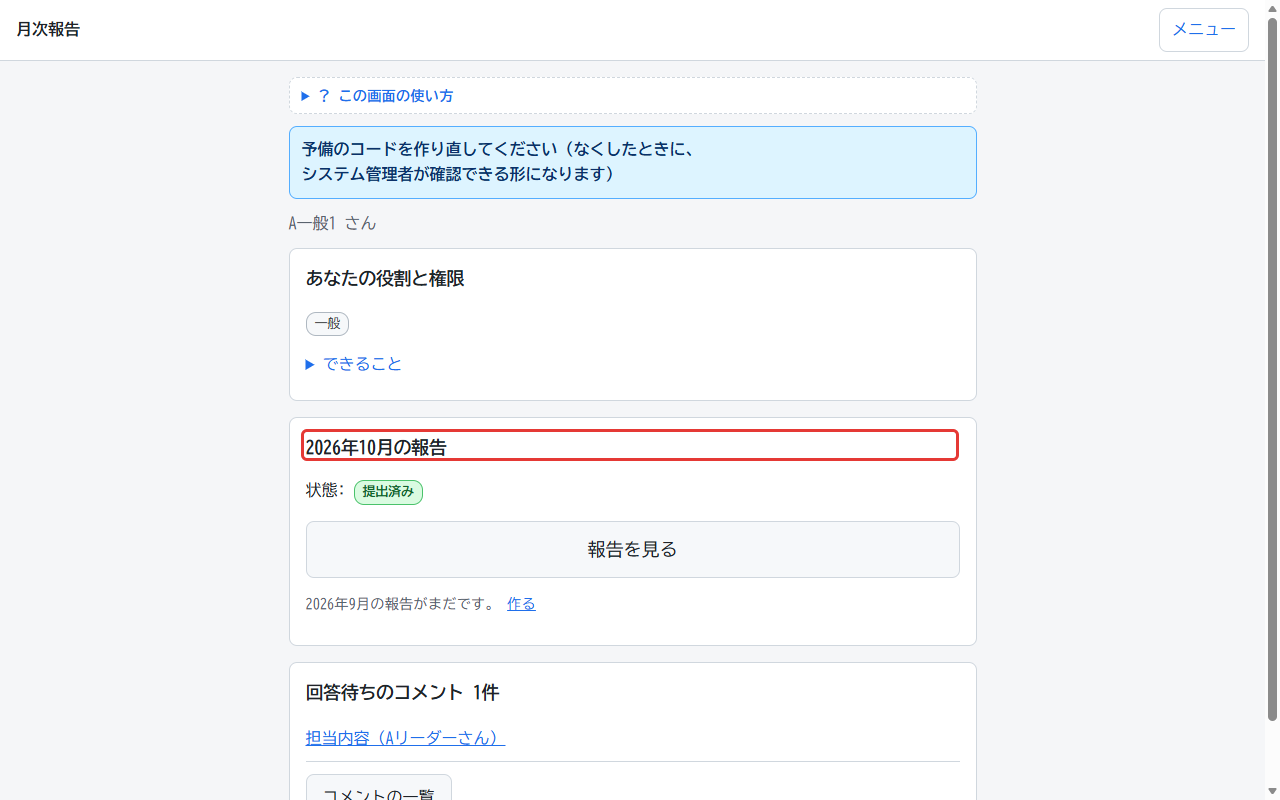 月次報告
メニュー
? この画面の使い方
予備のコードを作り直してください（なくしたときに、
システム管理者が確認できる形になります）
A一般1 さん
あなたの役割と権限
一般
できること
2026年10月の報告
状態: 提出済み
報告を見る
2026年9月の報告がまだです。 作る
回答待ちのコメント 1件
担当内容（Aリーダーさん）
コメントの一覧